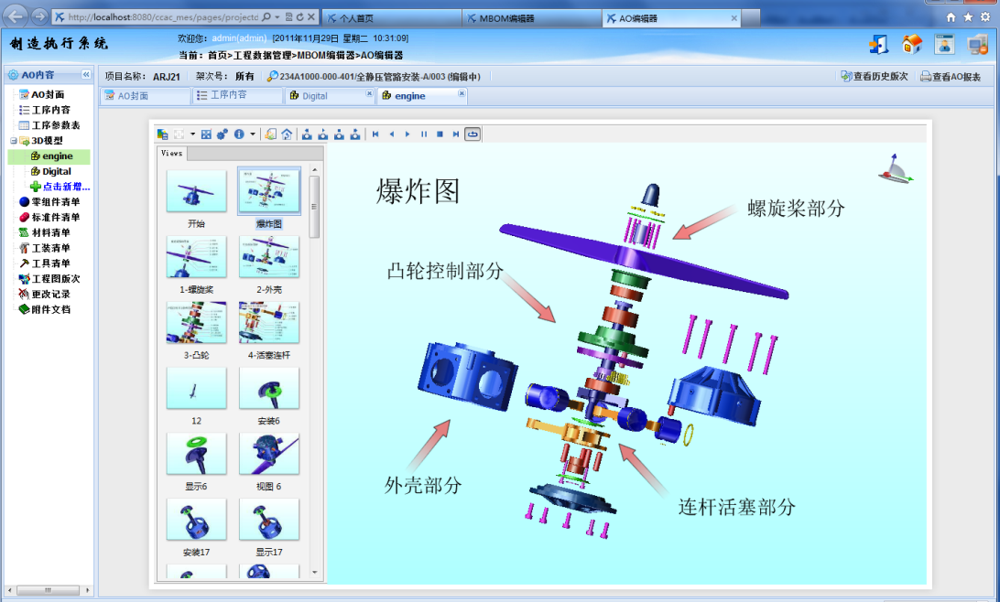 http://localhost:8080/ccac_mes/pages/projectd
个人首页
MBOM编辑器
AO编辑器
制造执行系统
欢迎您: admin(admin) [2011年11月29日 星期二 10:31:09]
当前: 首页>工程数据管理>MBOM编辑器>AO编辑器
AO内容
项目名称: ARJ21 架次号: 所有 234A1000-000-401/全静压管路安装-A/003 (编辑中)
查看历史版次 查看AO报表
AO封面
工序内容
Digital
engine
AO封面
工序内容
工序参数表
3D模型
engine
Digital
点击新增...
零组件清单
标准件清单
材料清单
工装清单
工具清单
工程图版次
更改记录
附件文档
Views
开始
爆炸图
1-螺旋桨
2-外壳
3-凸轮
4-活塞连杆
12
安装6
显示6
视图 6
安装17
显示17
爆炸图
螺旋桨部分
凸轮控制部分
外壳部分
连杆活塞部分